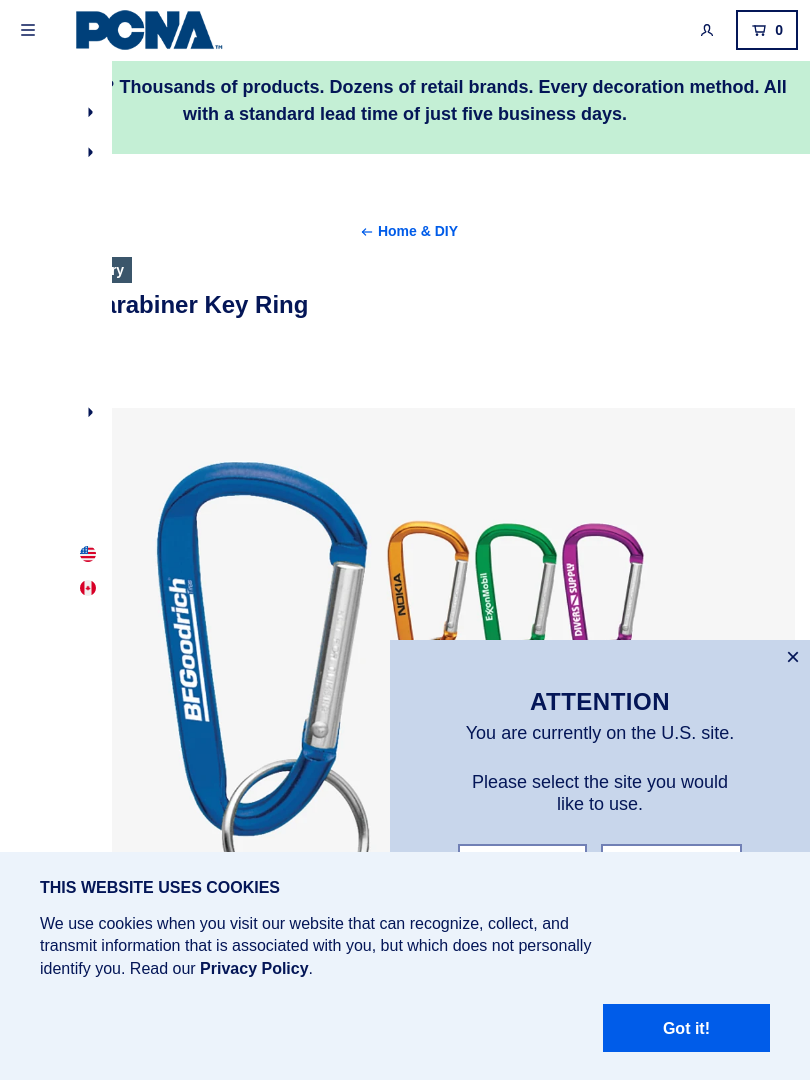 PCNA™
0
? Thousands of products. Dozens of retail brands. Every decoration method. All
with a standard lead time of just five business days.
← Home & DIY
ry
arabiner Key Ring
BFGoodrich
NOKIA
ExxonMobil
DIVERS SUPPLY
ATTENTION
You are currently on the U.S. site.
Please select the site you would
like to use.
THIS WEBSITE USES COOKIES
We use cookies when you visit our website that can recognize, collect, and
transmit information that is associated with you, but which does not personally
identify you. Read our Privacy Policy.
Got it!